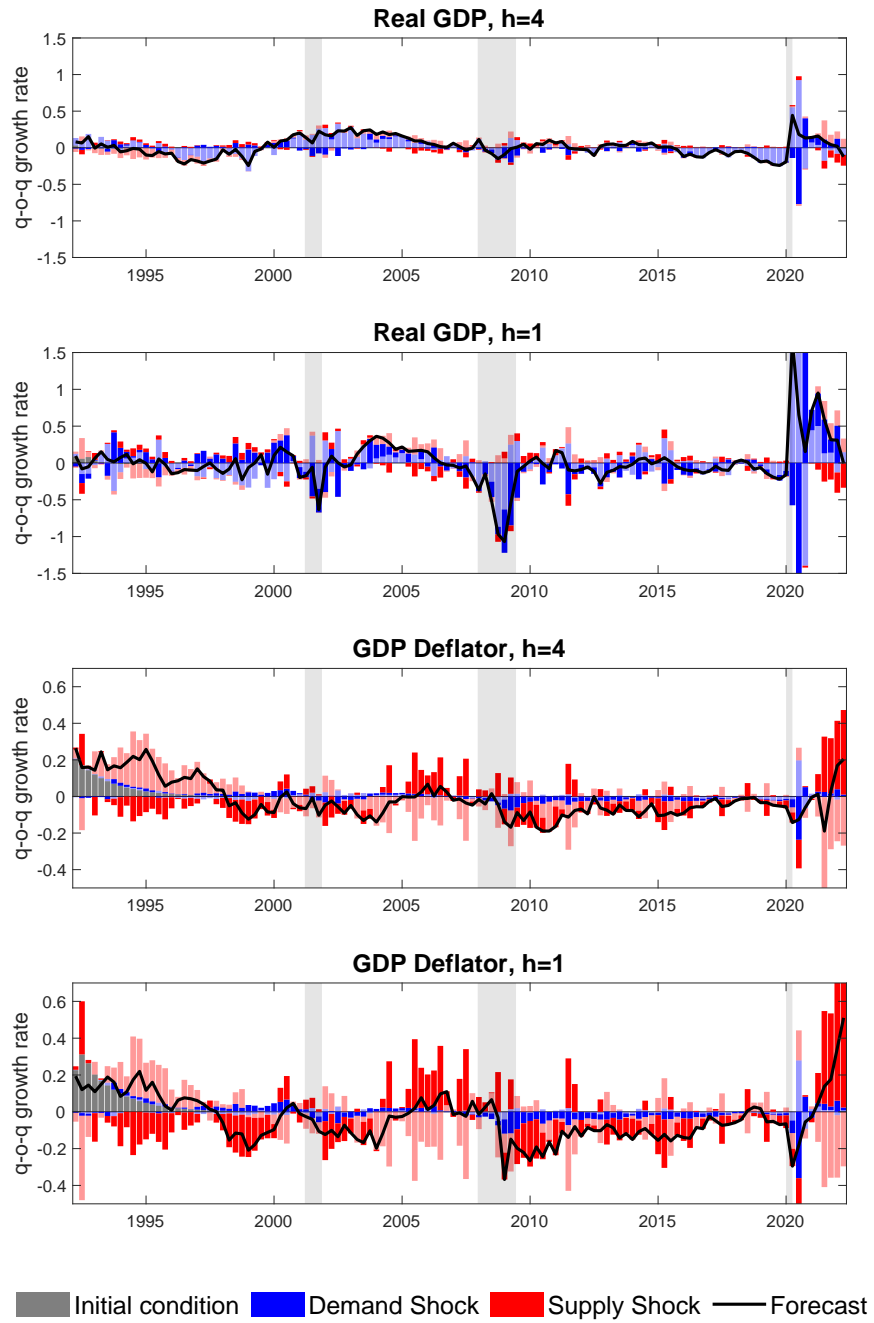 Real GDP, h=4
q-o-q growth rate
1.5
1
0.5
0
-0.5
-1
-1.5
1995 2000 2005 2010 2015 2020
Real GDP, h=1
q-o-q growth rate
1.5
1
0.5
0
-0.5
-1
-1.5
1995 2000 2005 2010 2015 2020
GDP Deflator, h=4
q-o-q growth rate
0.6
0.4
0.2
0
-0.2
-0.4
1995 2000 2005 2010 2015 2020
GDP Deflator, h=1
q-o-q growth rate
0.6
0.4
0.2
0
-0.2
-0.4
1995 2000 2005 2010 2015 2020
Initial condition Demand Shock Supply Shock Forecast